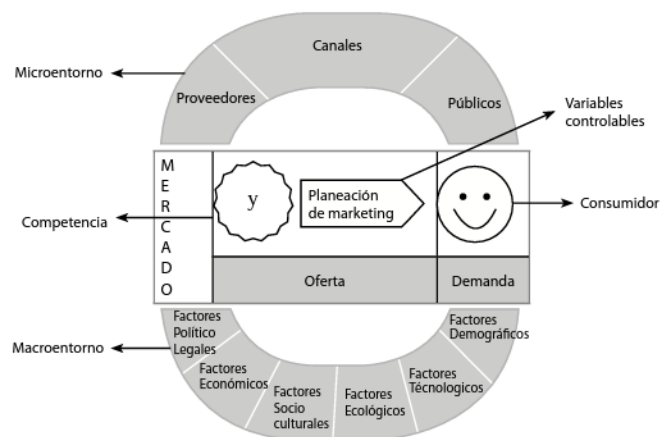 Canales
Microentorno
Proveedores
Públicos
Variables
controlables
MERCADO
y
Planeación
de marketing
Competencia
Consumidor
Oferta
Demanda
Macroentorno
Factores
Político
Legales
Factores
Económicos
Factores
Socio
culturales
Factores
Ecológicos
Factores
Técnologicos
Factores
Demográficos